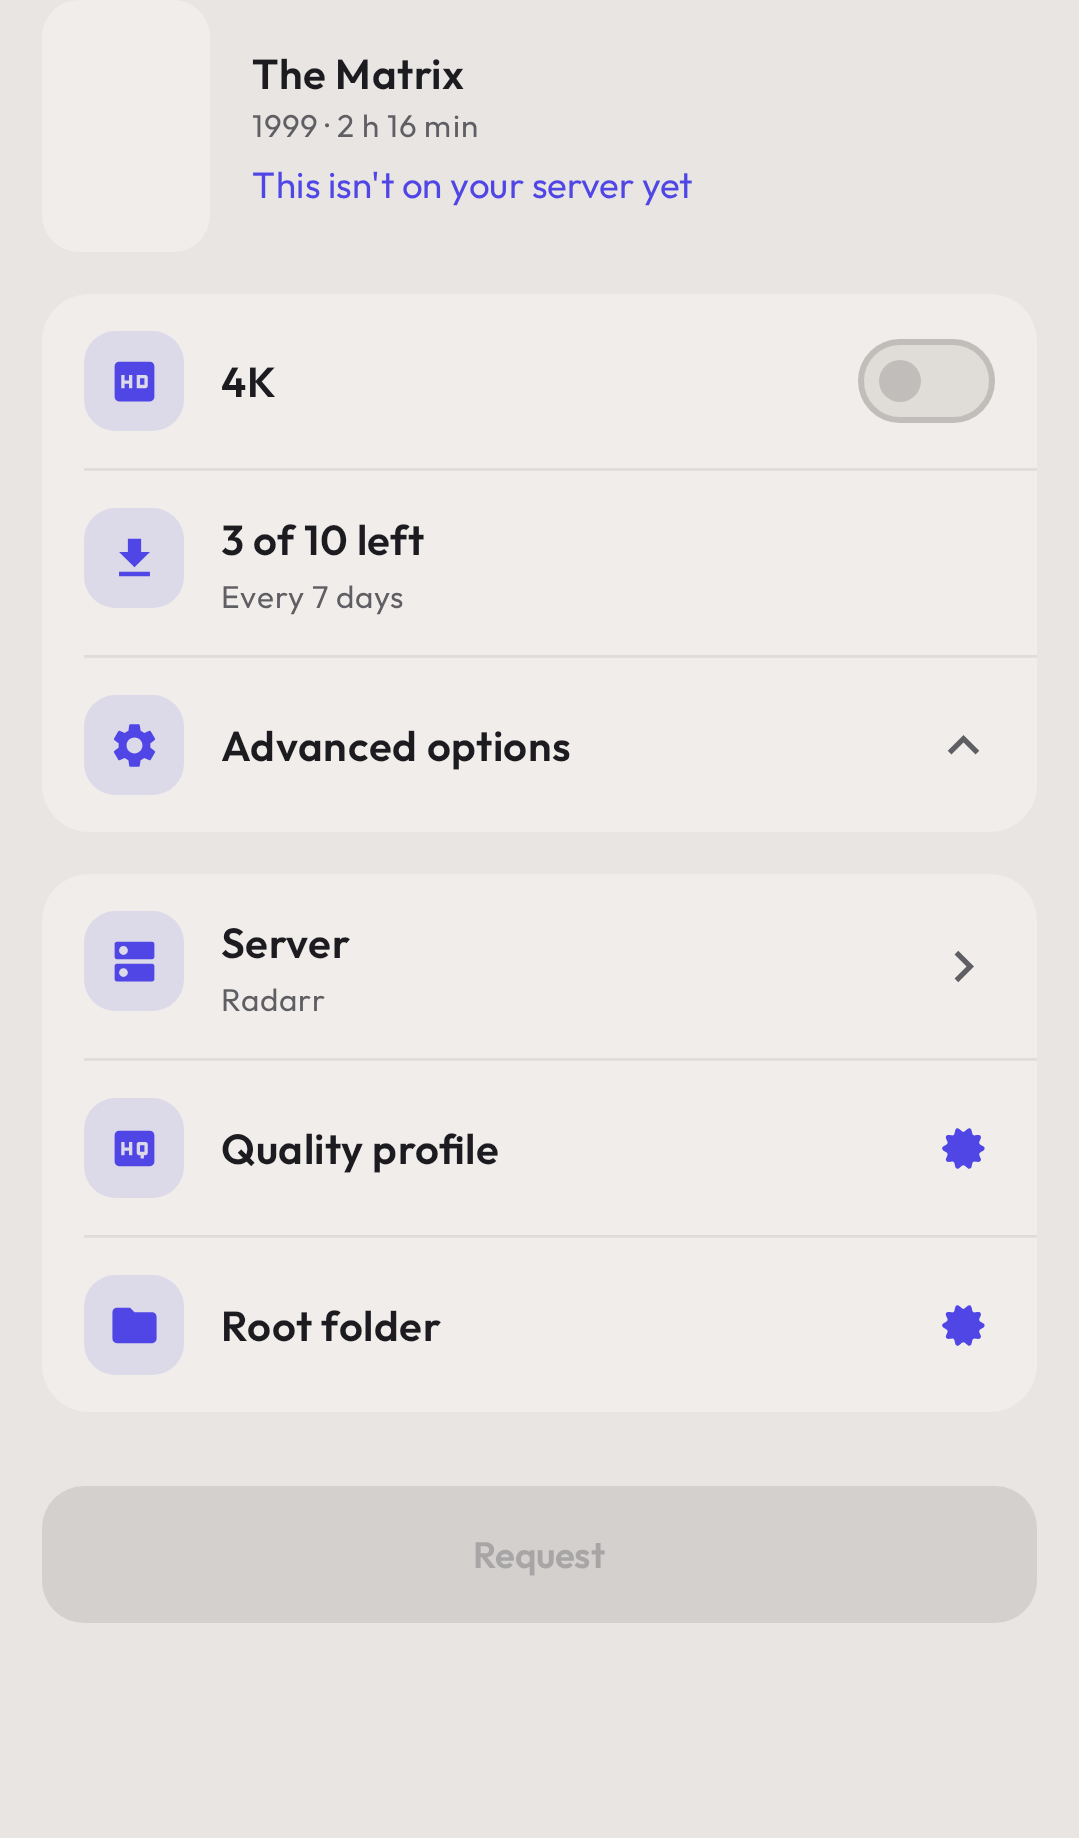 The Matrix
1999 · 2 h 16 min
This isn't on your server yet
HD
4K
3 of 10 left
Every 7 days
Advanced options
Server
Radarr
HQ
Quality profile
Root folder
Request